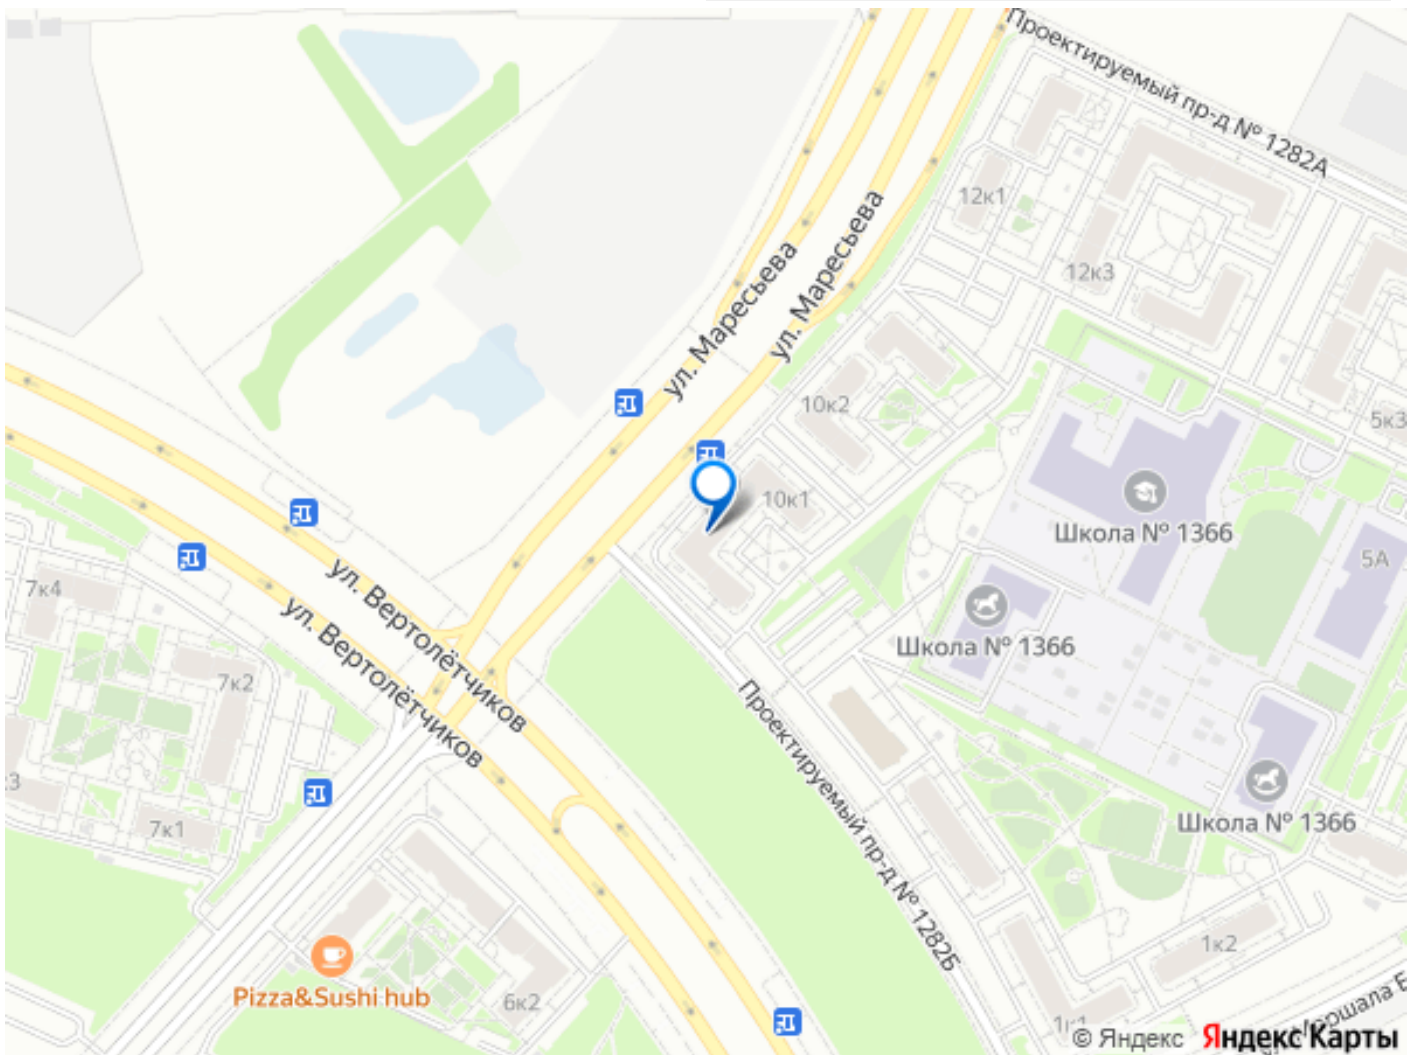 Проектируемый пр-д № 1282А
12к1
ул. Маресьева
ул. Маресьева
12к3
10к2
5к3
10к1
Школа № 1366
5А
ул. Вертолётчиков
7к4
ул. Вертолётчиков
Школа № 1366
7к2
Проектируемый пр-д № 1282Б
7к1
Школа № 1366
1к2
Pizza&Sushi hub
6к2
1к1
Маршала Е
© Яндекс Яндекс Карты